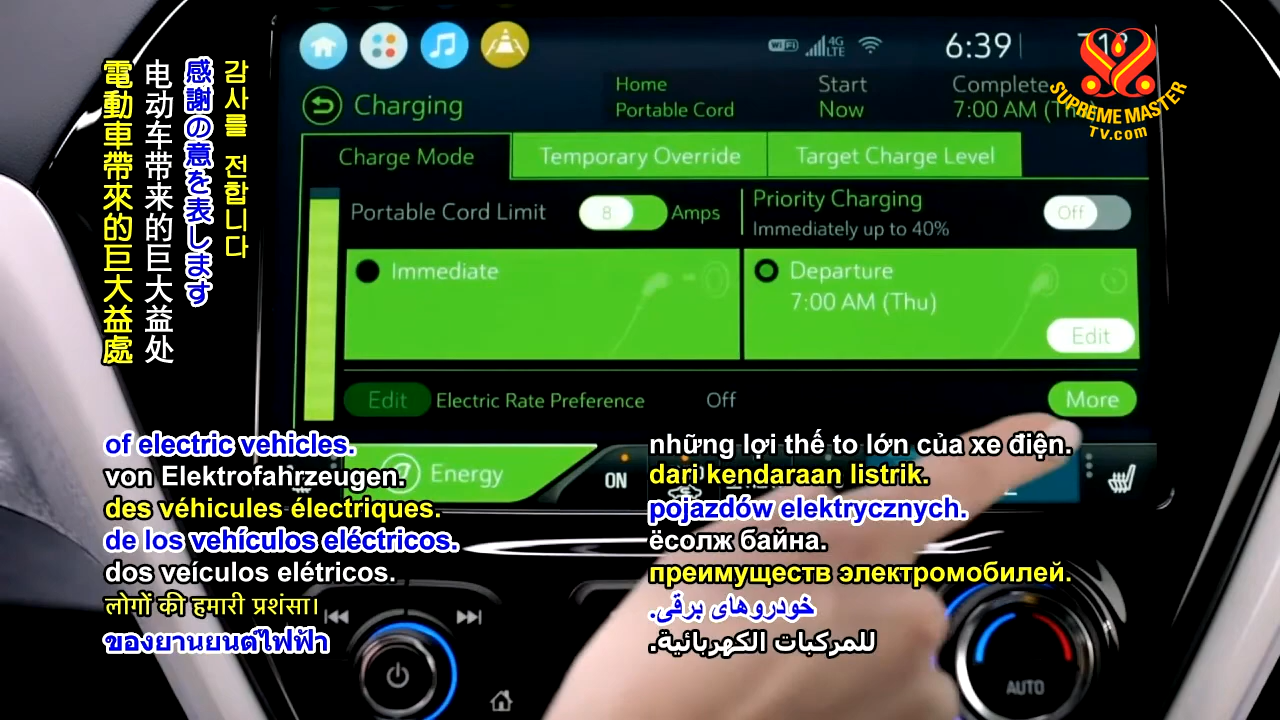 WiFi
4G
LTE
6:39
SUPREME MASTER
TV.com
Charging
Home
Portable Cord
Start
Now
Complete
7:00 AM
Charge Mode
Temporary Override
Target Charge Level
Portable Cord Limit
8
Amps
Priority Charging
Immediately up to 40%
Off
Immediate
Departure
7:00 AM (Thu)
Edit
Edit
Electric Rate Preference
Off
More
Energy
ON
AUTO
감사를 전합니다
感謝の意を表します
电动车带来的巨大益处
電動車帶來的巨大益處
of electric vehicles.
von Elektrofahrzeugen.
des véhicules électriques.
de los vehículos eléctricos.
dos veículos elétricos.
लोगों की हमारी प्रशंसा।
ของยานยนต์ไฟฟ้า
những lợi thế to lớn của xe điện.
dari kendaraan listrik.
pojazdów elektrycznych.
ёсолж байна.
преимуществ электромобилей.
خودروهای برقی.
للمركبات الكهربائية.